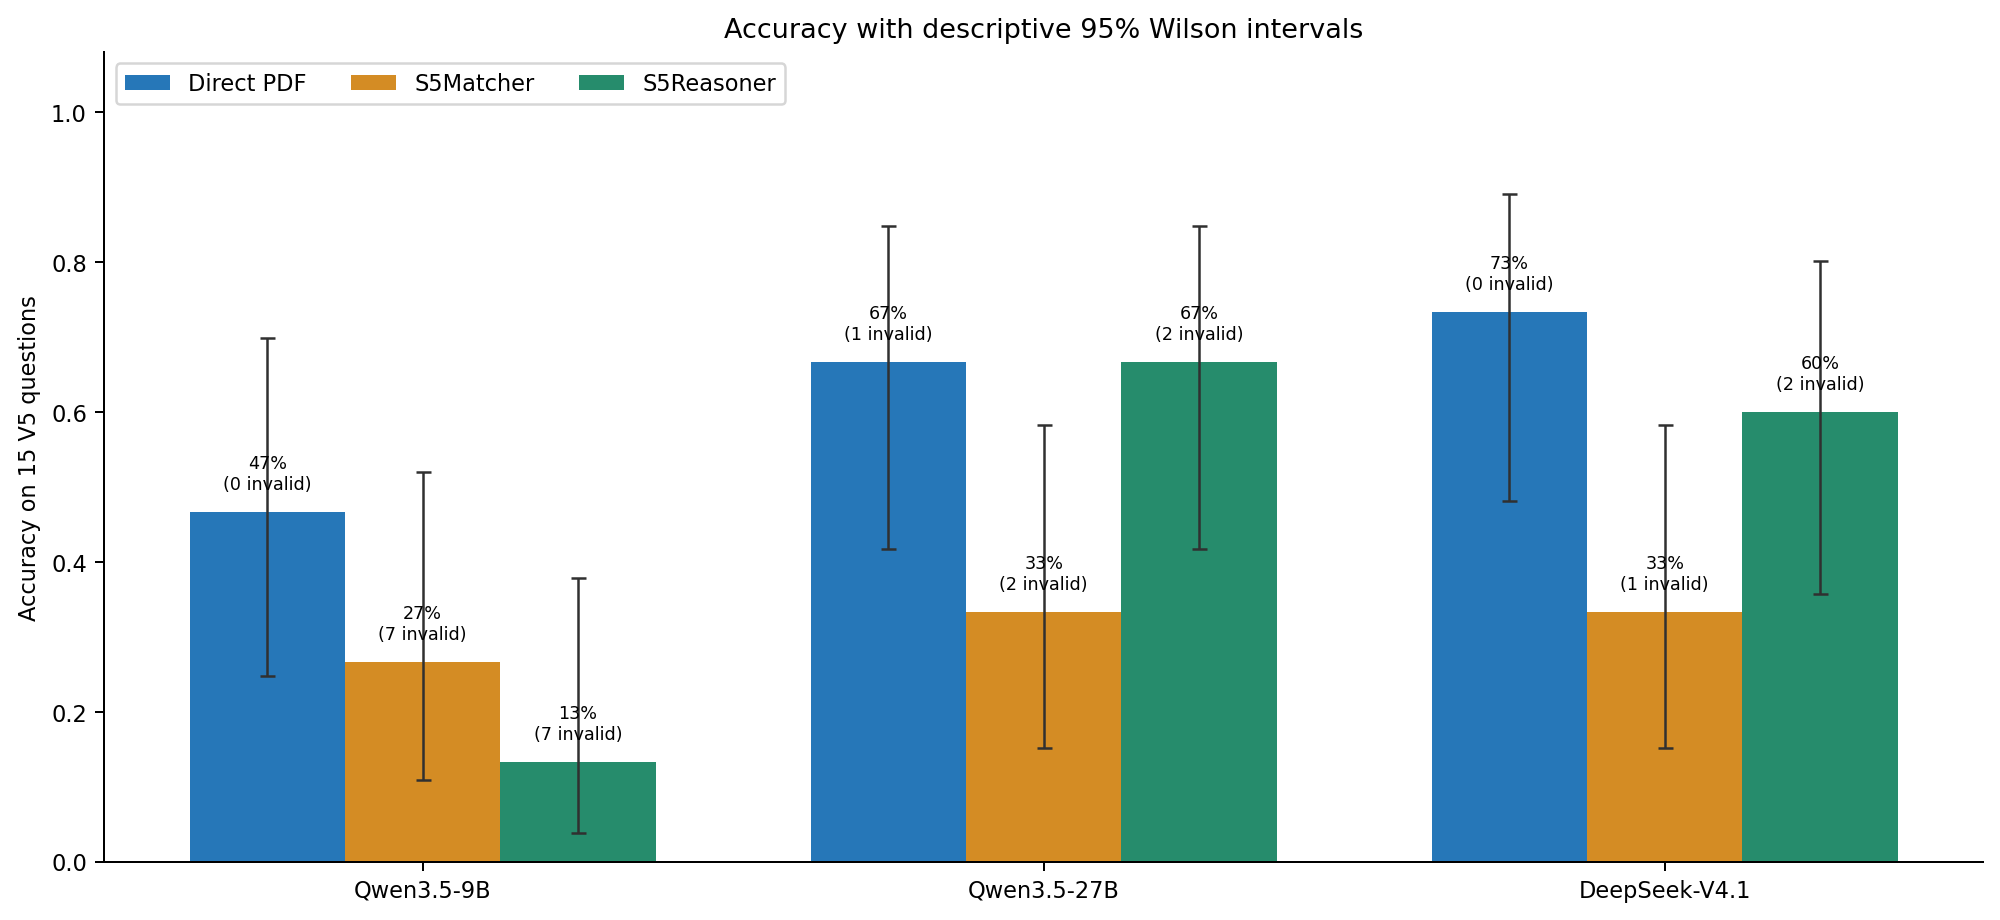 Accuracy with descriptive 95% Wilson intervals
Direct PDF
S5Matcher
S5Reasoner
Accuracy on 15 V5 questions
1.0
0.8
0.6
0.4
0.2
0.0
47%
(0 invalid)
27%
(7 invalid)
13%
(7 invalid)
67%
(1 invalid)
33%
(2 invalid)
67%
(2 invalid)
73%
(0 invalid)
33%
(1 invalid)
60%
(2 invalid)
Qwen3.5-9B
Qwen3.5-27B
DeepSeek-V4.1